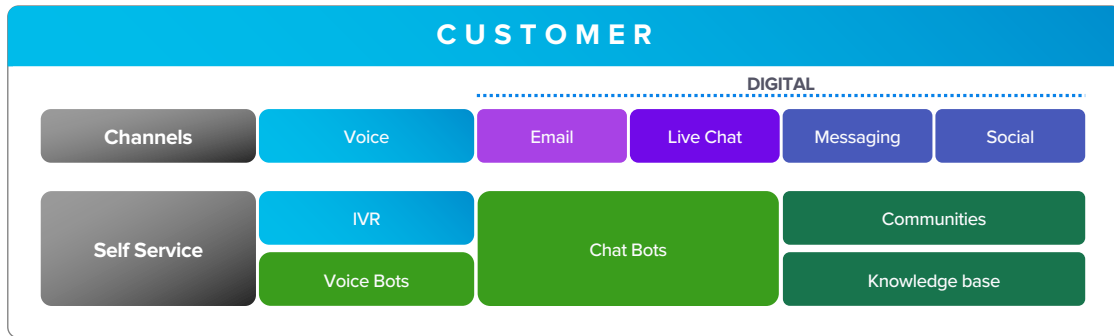 CUSTOMER
DIGITAL
Channels
Voice
Email
Live Chat
Messaging
Social
Self Service
IVR
Voice Bots
Chat Bots
Communities
Knowledge base